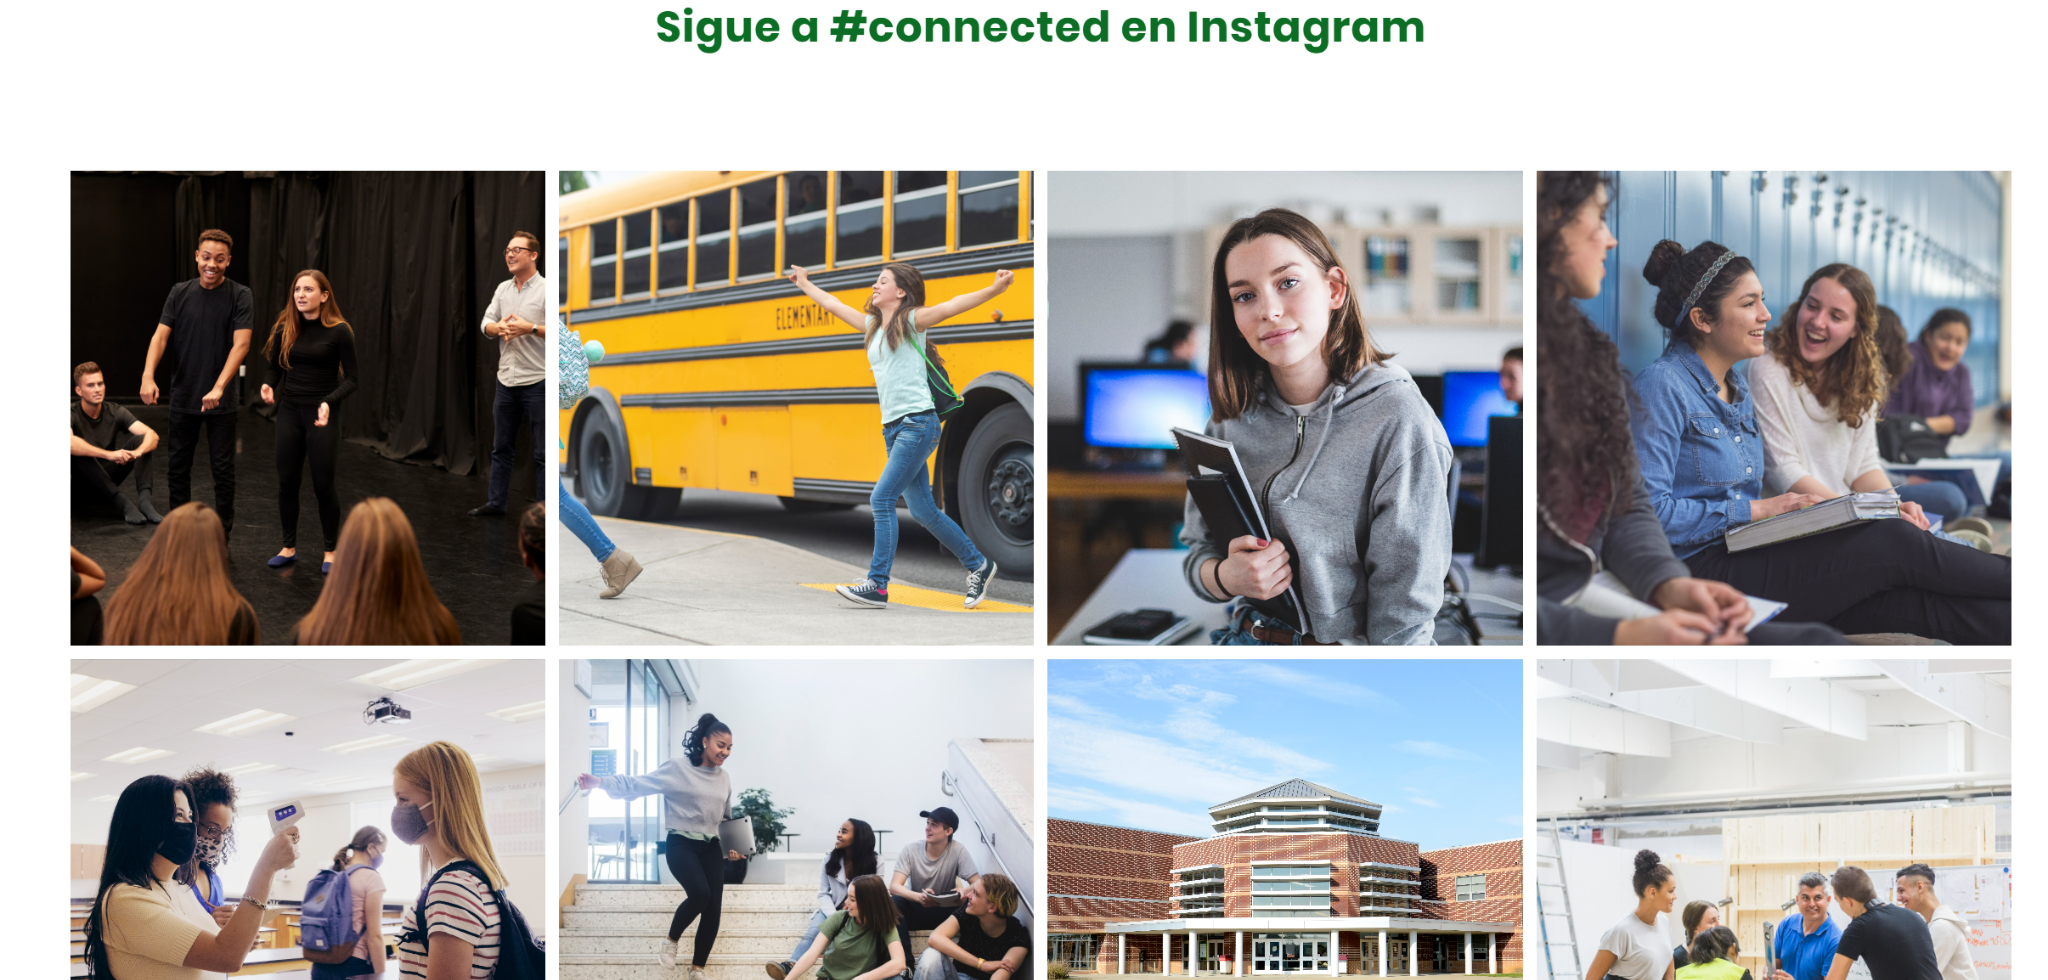 Sigue a #connected en Instagram
ELEMENTARY